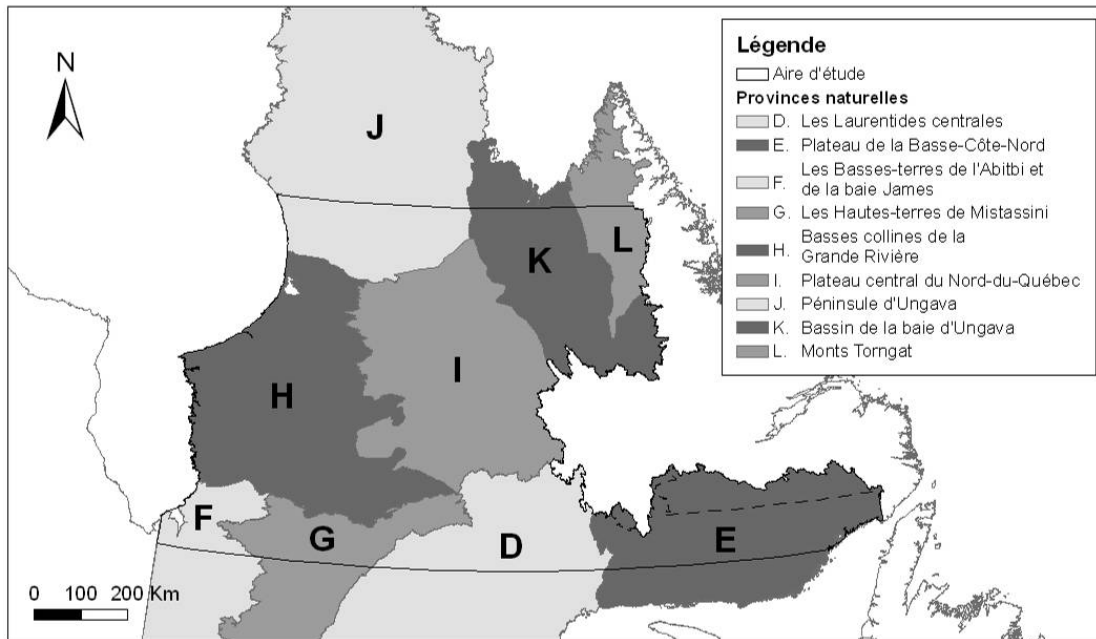 N
J
K
L
H
I
F
G
D
E
0 100 200 Km
Légende
Aire d'étude
Provinces naturelles
D. Les Laurentides centrales
E. Plateau de la Basse-Côte-Nord
F. Les Basses-terres de l'Abitbi et
de la baie James
G. Les Hautes-terres de Mistassini
H. Basses collines de la
Grande Rivière
I. Plateau central du Nord-du-Québec
J. Péninsule d'Ungava
K. Bassin de la baie d'Ungava
L. Monts Torngat